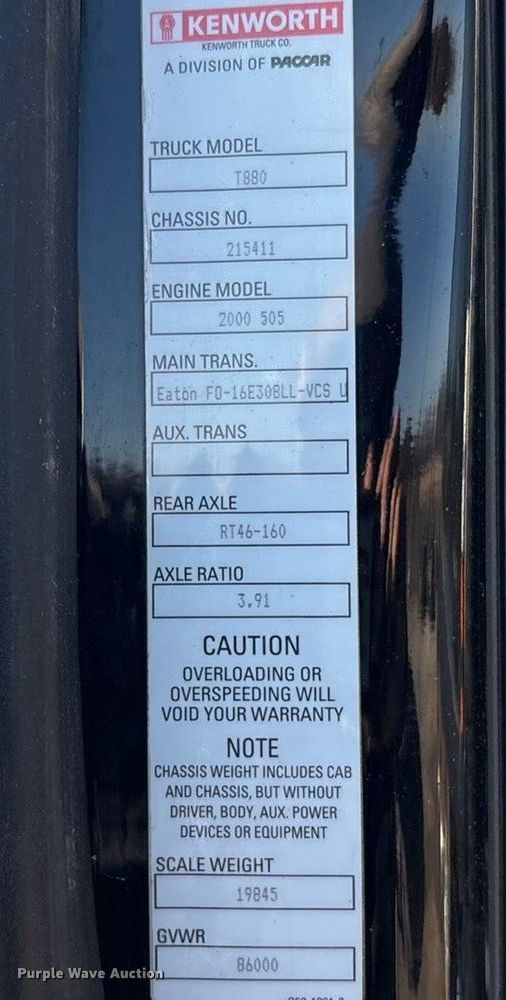 KENWORTH
KENWORTH TRUCK CO.
A DIVISION OF PACCAR
TRUCK MODEL
T880
CHASSIS NO.
215411
ENGINE MODEL
2000 505
MAIN TRANS.
Eaton FO-16E308LL-VCS U
AUX. TRANS
REAR AXLE
RT46-160
AXLE RATIO
3.91
CAUTION
OVERLOADING OR
OVERSPEEDING WILL
VOID YOUR WARRANTY
NOTE
CHASSIS WEIGHT INCLUDES CAB
AND CHASSIS, BUT WITHOUT
DRIVER, BODY, AUX. POWER
DEVICES OR EQUIPMENT
SCALE WEIGHT
19845
GVWR
86000
Purple Wave Auction